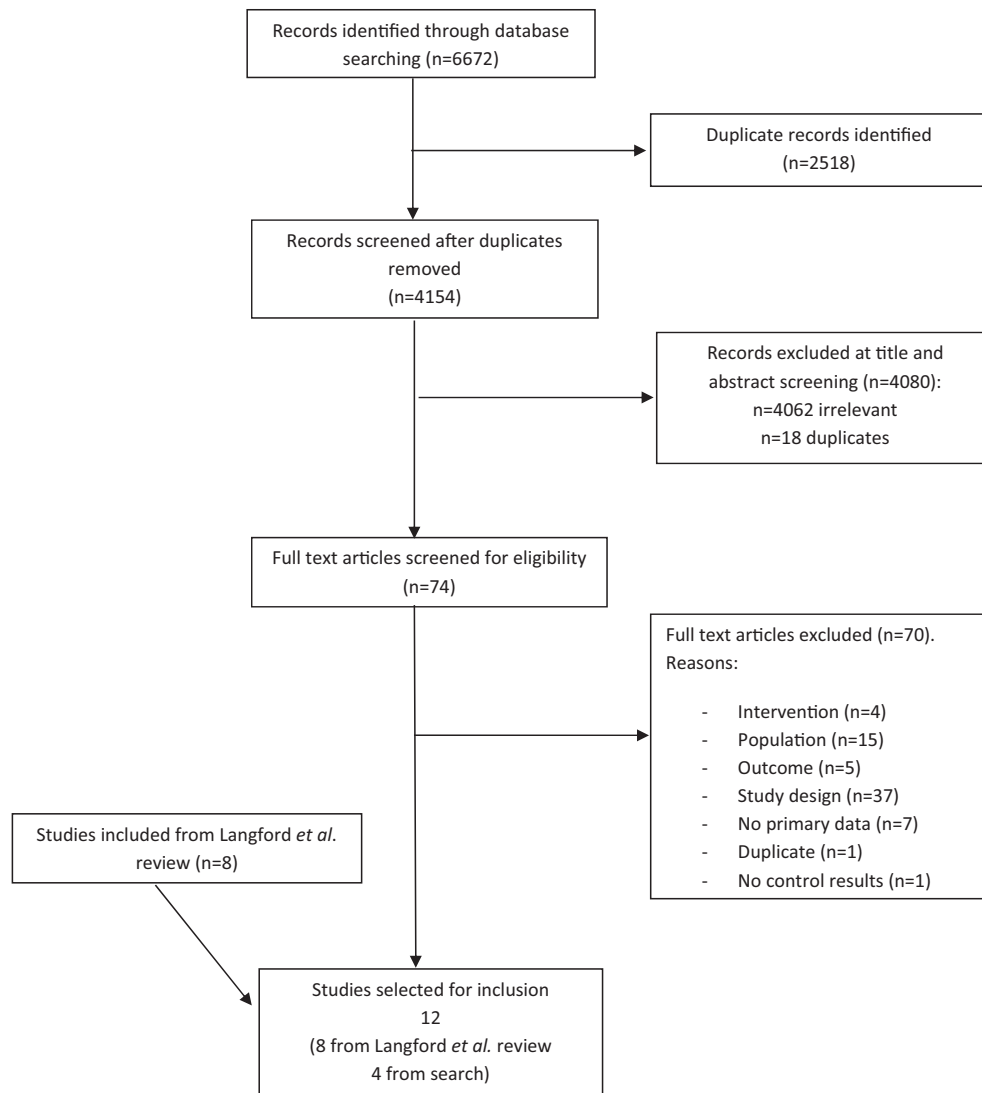 Records identified through database
searching (n=6672)
Duplicate records identified
(n=2518)
Records screened after duplicates
removed
(n=4154)
Records excluded at title and
abstract screening (n=4080):
n=4062 irrelevant
n=18 duplicates
Full text articles screened for eligibility
(n=74)
Full text articles excluded (n=70).
Reasons:
- Intervention (n=4)
- Population (n=15)
- Outcome (n=5)
- Study design (n=37)
- No primary data (n=7)
- Duplicate (n=1)
- No control results (n=1)
Studies included from Langford et al.
review (n=8)
Studies selected for inclusion
12
(8 from Langford et al. review
4 from search)